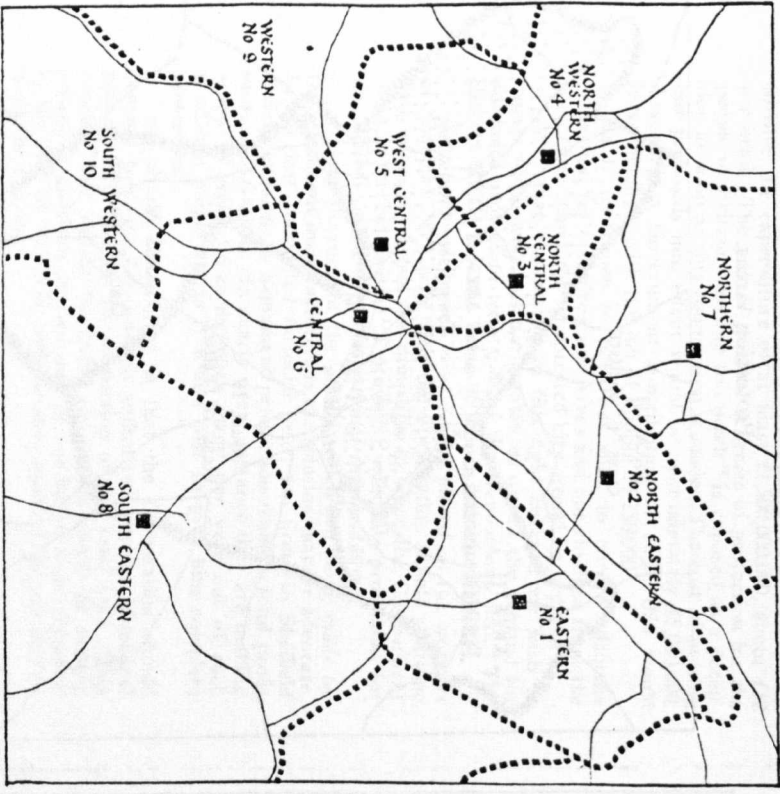 NORTHERN
No 7
NORTH EASTERN
No 2
NORTH
WESTERN
No 4
EASTERN
No 1
NORTH
CENTRAL
No 3
WEST CENTRAL
No 5
CENTRAL
No 6
WESTERN
No 9
SOUTH EASTERN
No 8
SOUTH WESTERN
No 10